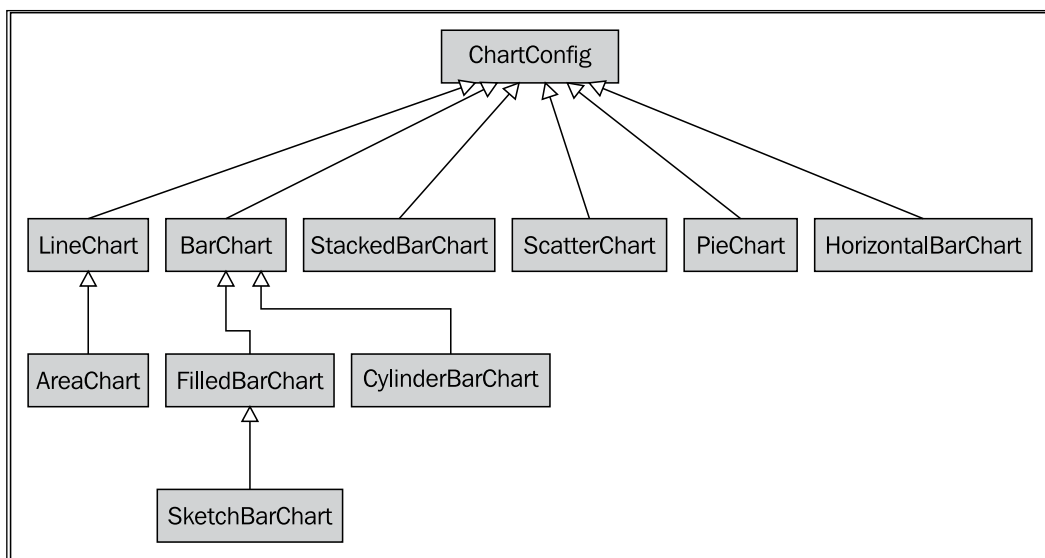 ChartConfig
LineChart
BarChart
StackedBarChart
ScatterChart
PieChart
HorizontalBarChart
AreaChart
FilledBarChart
CylinderBarChart
SketchBarChart